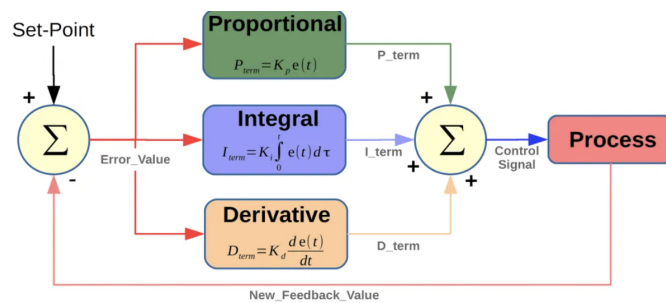 Set-Point
+
Σ
-
Error_Value
Proportional
P_term = K_p e(t)
P_term
Integral
I_term = K_i ∫_0^t e(t) dτ
I_term
Derivative
D_term = K_d d e(t) / dt
D_term
+
+
+
Σ
Control
Signal
Process
New_Feedback_Value